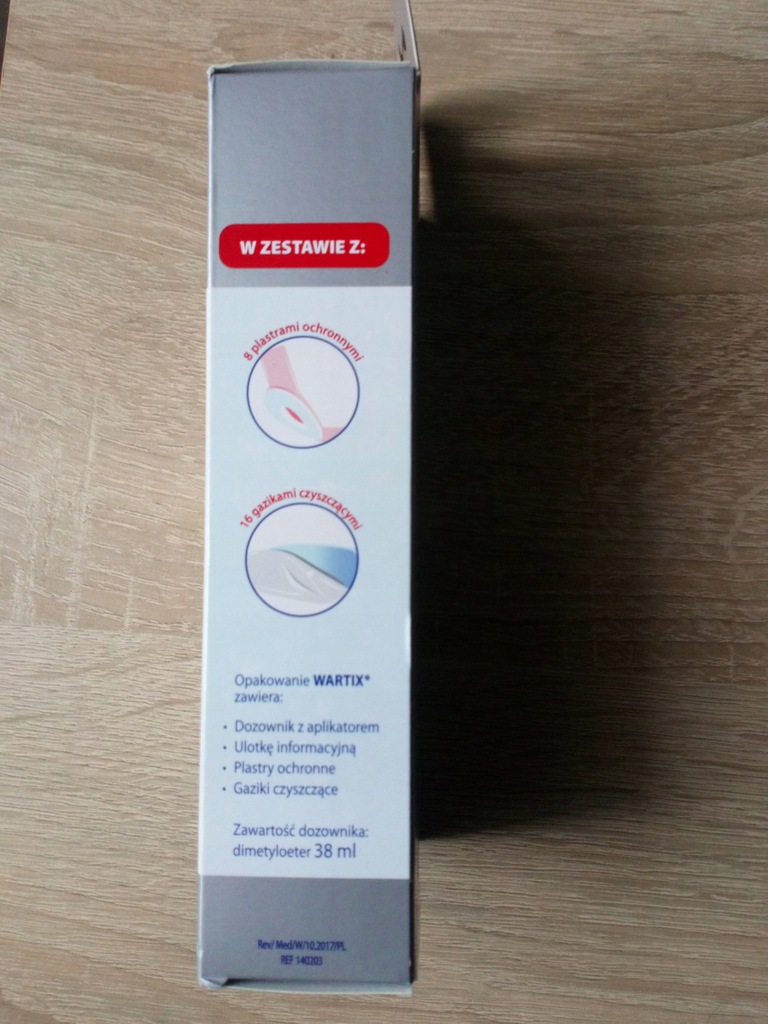 W ZESTAWIE Z:
8 plastrami ochronnymi
16 gazikami czyszczącymi
Opakowanie WARTIX®
zawiera:
• Dozownik z aplikatorem
• Ulotkę informacyjną
• Plastry ochronne
• Gaziki czyszczące
Zawartość dozownika:
dimetyloeter 38 ml
Rev/ Med/W/10.2017/PL
REF 140203